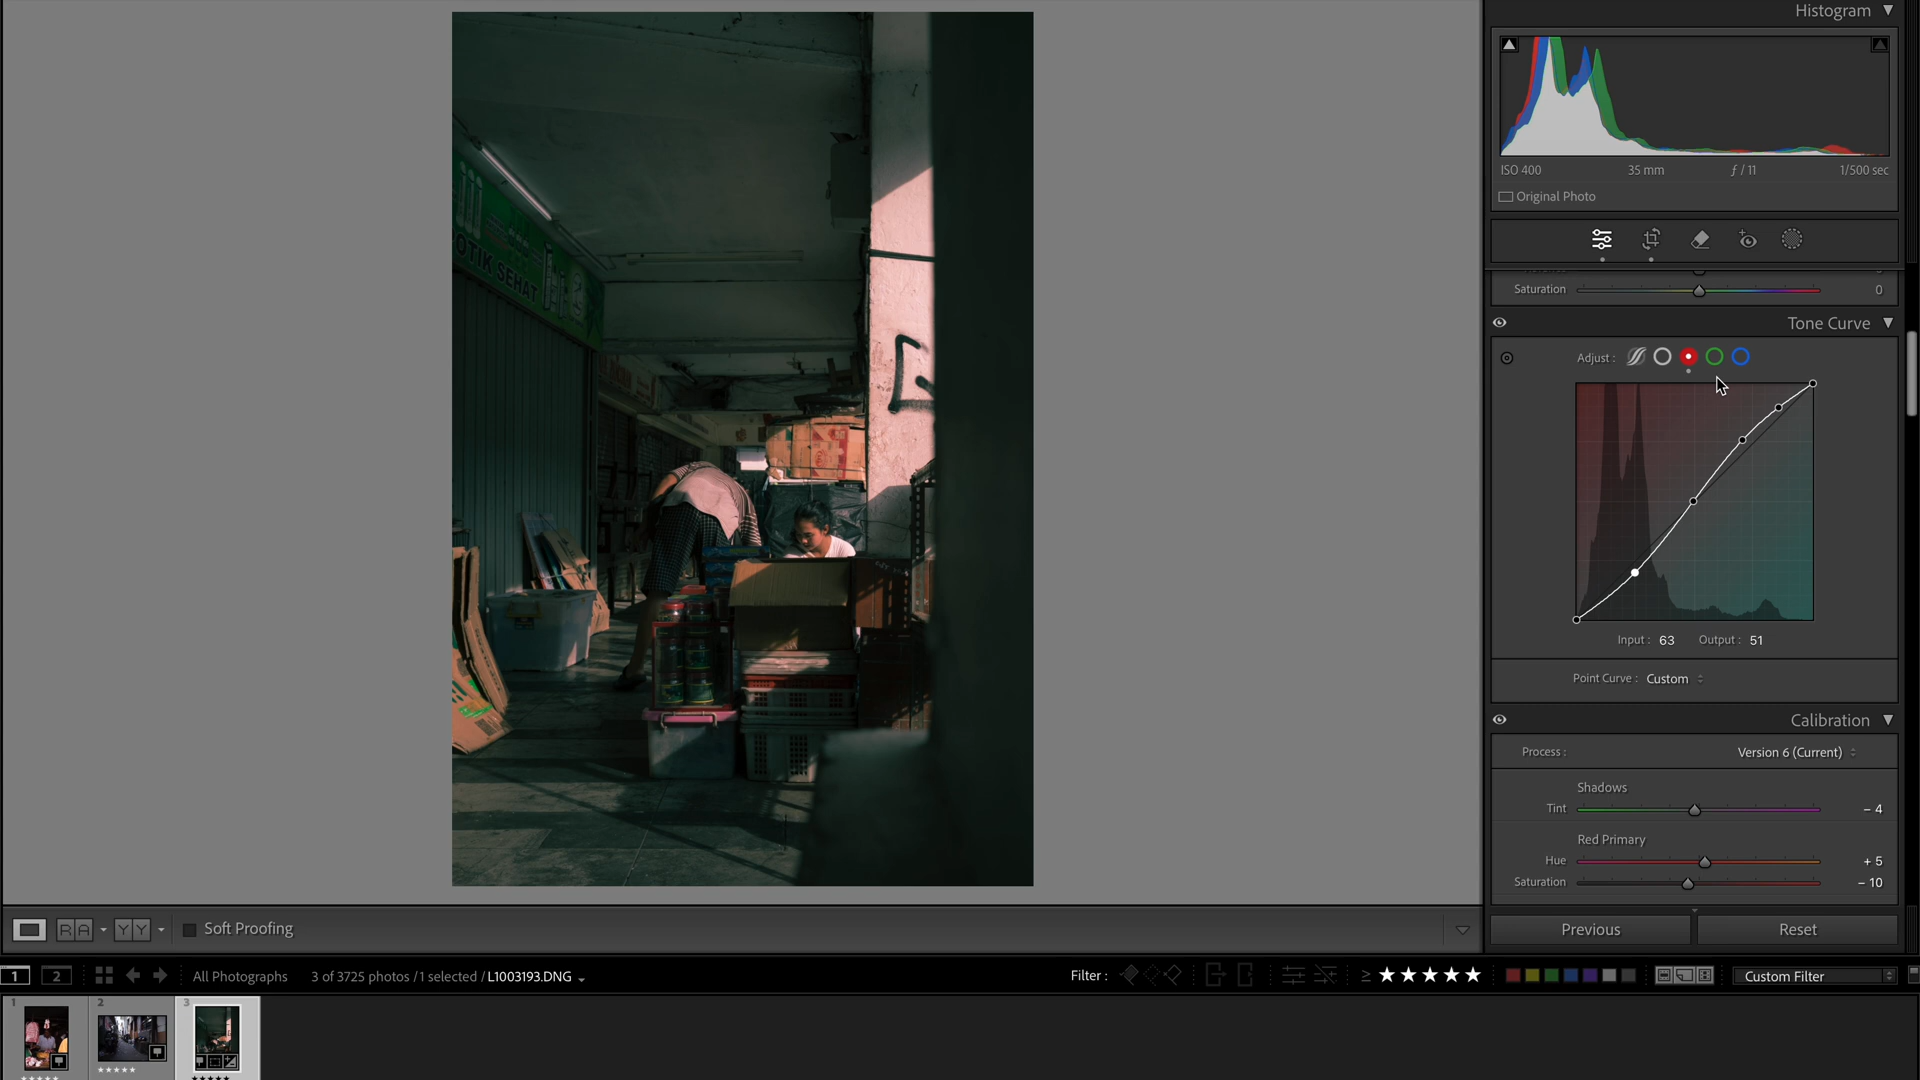 Histogram
ISO 400 35 mm ƒ / 11 1/500 sec
Original Photo
Saturation 0
Tone Curve
Adjust :
Input : 63 Output : 51
Point Curve : Custom
Calibration
Process : Version 6 (Current)
Shadows
Tint – 4
Red Primary
Hue + 5
Saturation – 10
Previous Reset
OTIK SEHAT
R A Y Y Soft Proofing
1 2 All Photographs 3 of 3725 photos / 1 selected / L1003193.DNG Filter : ≥ ★★★★★ Custom Filter
1 2 3
★★★★★ ★★★★★ ★★★★★